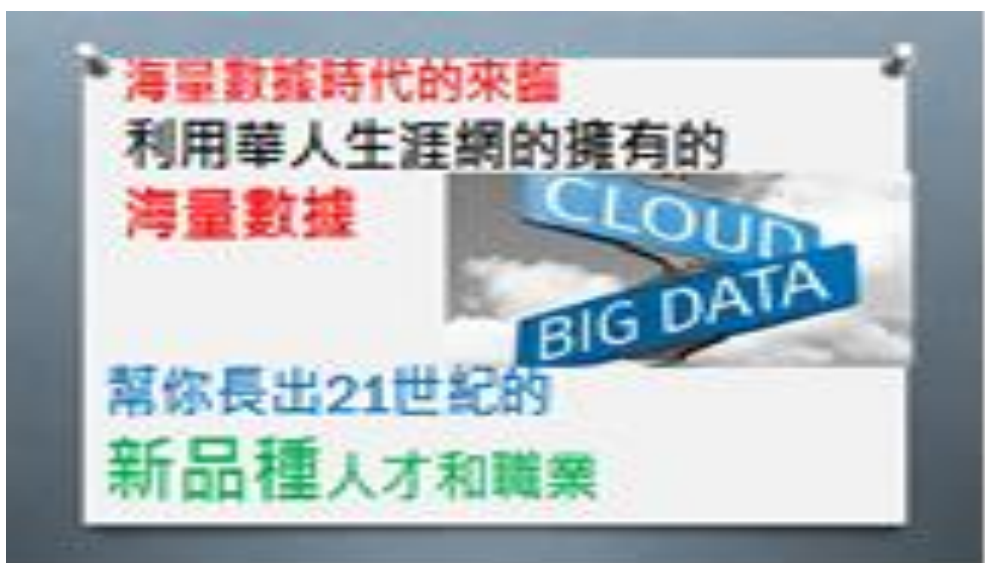 海量數據時代的來臨
利用華人生涯網的擁有的
海量數據
CLOUD
BIG DATA
幫你長出21世紀的
新品種人才和職業